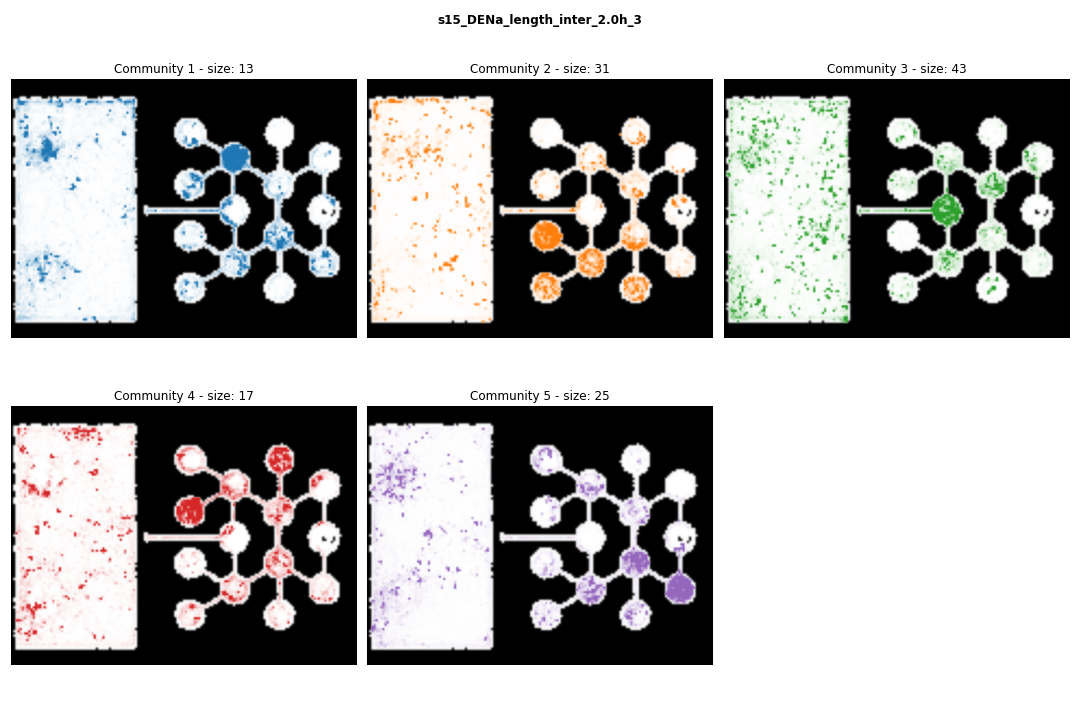 s15_DENa_length_inter_2.0h_3
Community 1 - size: 13
Community 2 - size: 31
Community 3 - size: 43
Community 4 - size: 17
Community 5 - size: 25